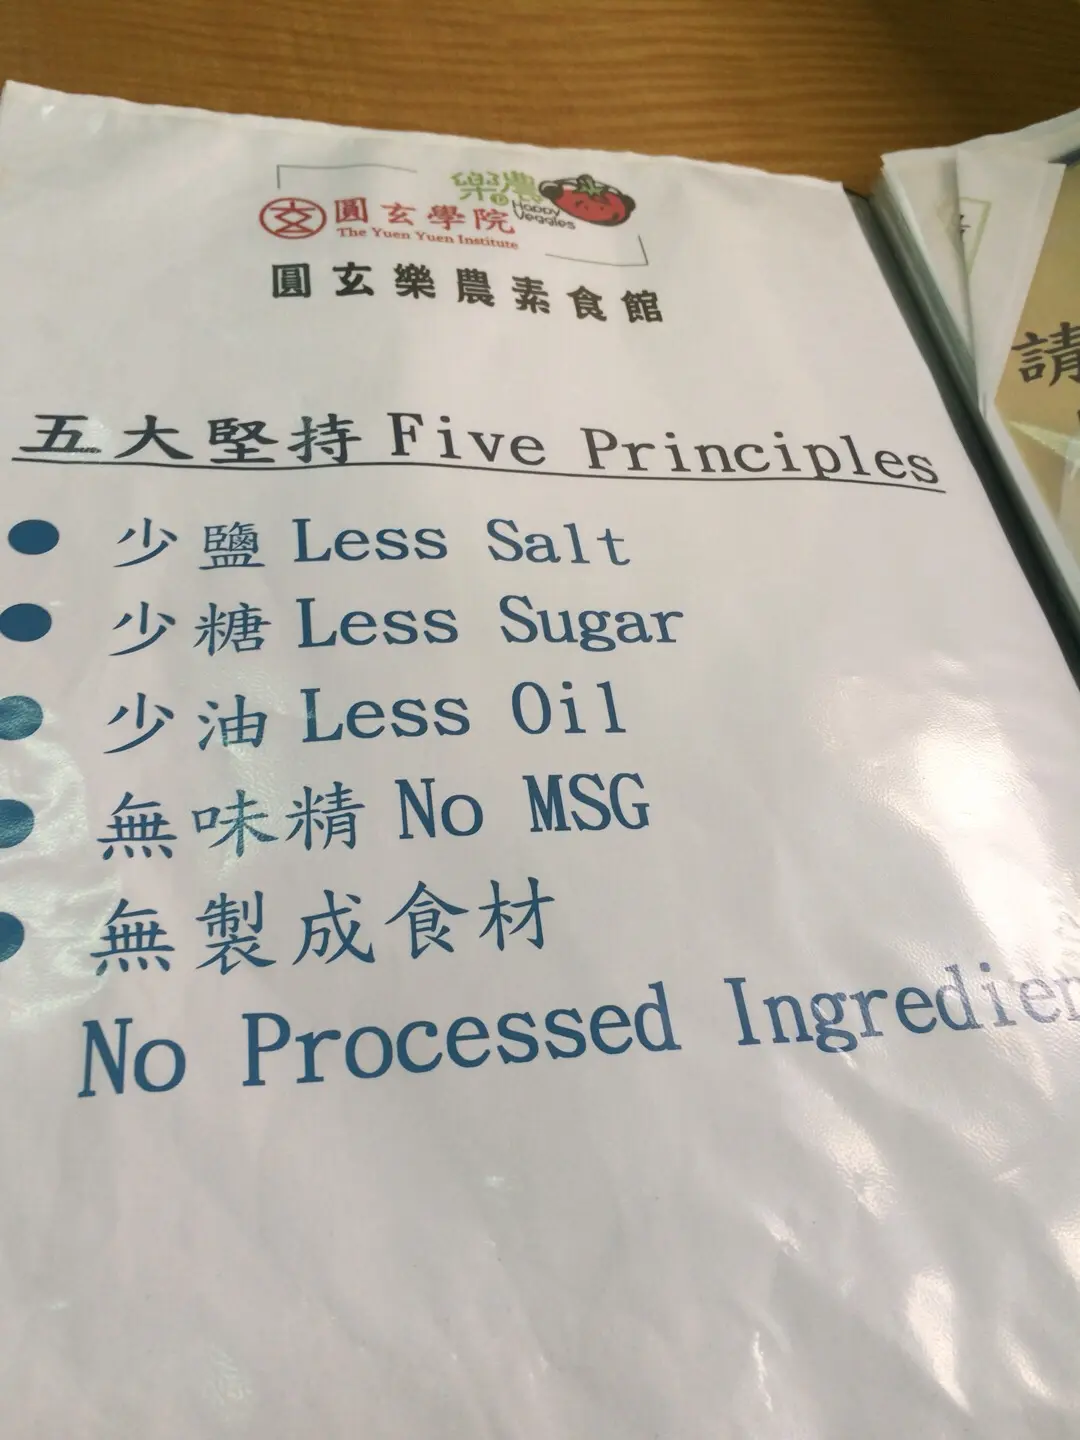 樂農
Happy
Veggies
圓玄學院
The Yuen Yuen Institute
圓玄樂農素食館
五大堅持 Five Principles
少鹽 Less Salt
少糖 Less Sugar
少油 Less Oil
無味精 No MSG
無製成食材
No Processed Ingredien
請